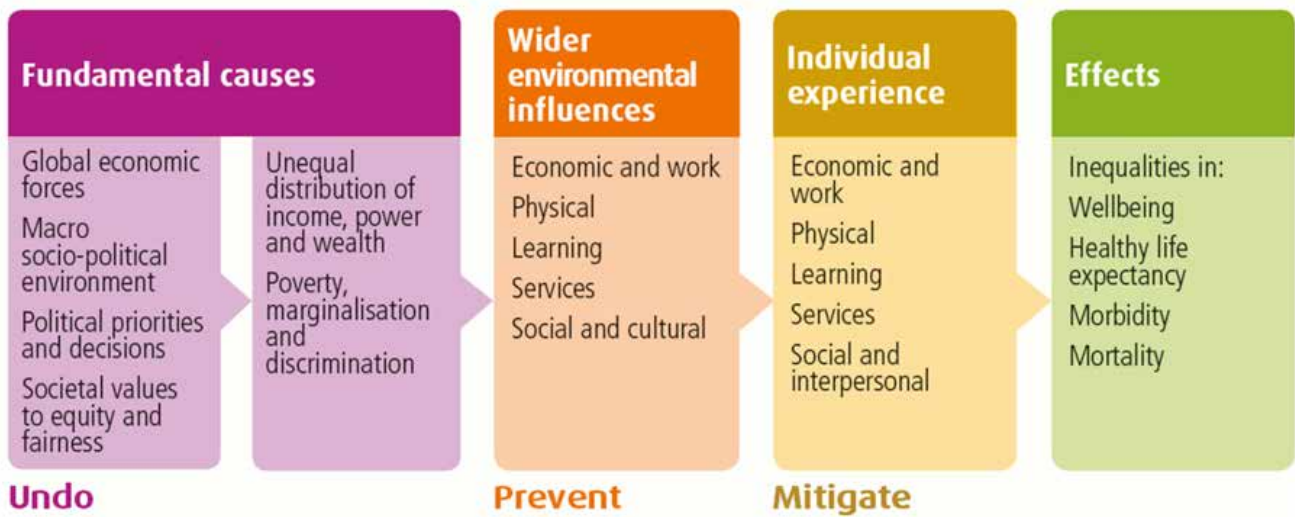 Fundamental causes
Global economic
forces
Macro
socio-political
environment
Political priorities
and decisions
Societal values
to equity and
fairness
Unequal
distribution of
income, power
and wealth
Poverty,
marginalisation
and
discrimination
Undo
Wider
environmental
influences
Economic and work
Physical
Learning
Services
Social and cultural
Prevent
Individual
experience
Economic and
work
Physical
Learning
Services
Social and
interpersonal
Mitigate
Effects
Inequalities in:
Wellbeing
Healthy life
expectancy
Morbidity
Mortality